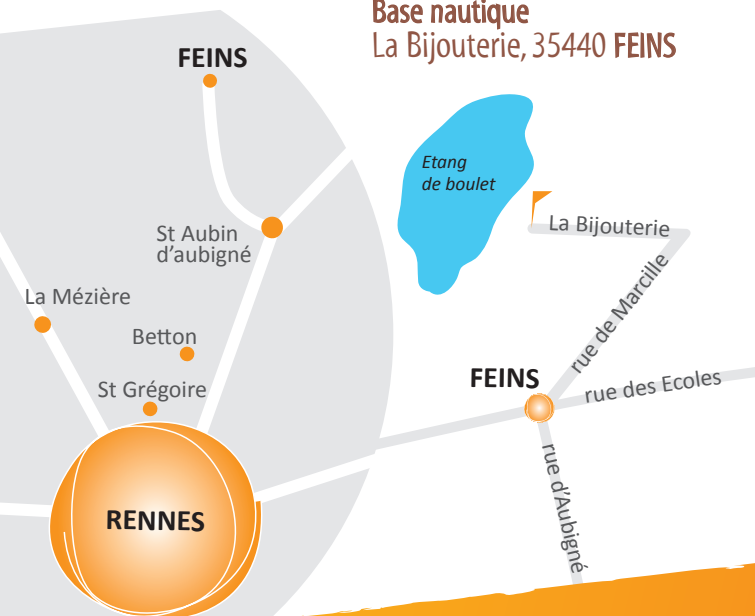 Base nautique
La Bijouterie, 35440 FEINS
FEINS
Etang
de boulet
La Bijouterie
St Aubin
d'aubigné
rue de Marcille
La Mézière
Betton
FEINS
rue des Ecoles
St Grégoire
rue d'Aubigné
RENNES